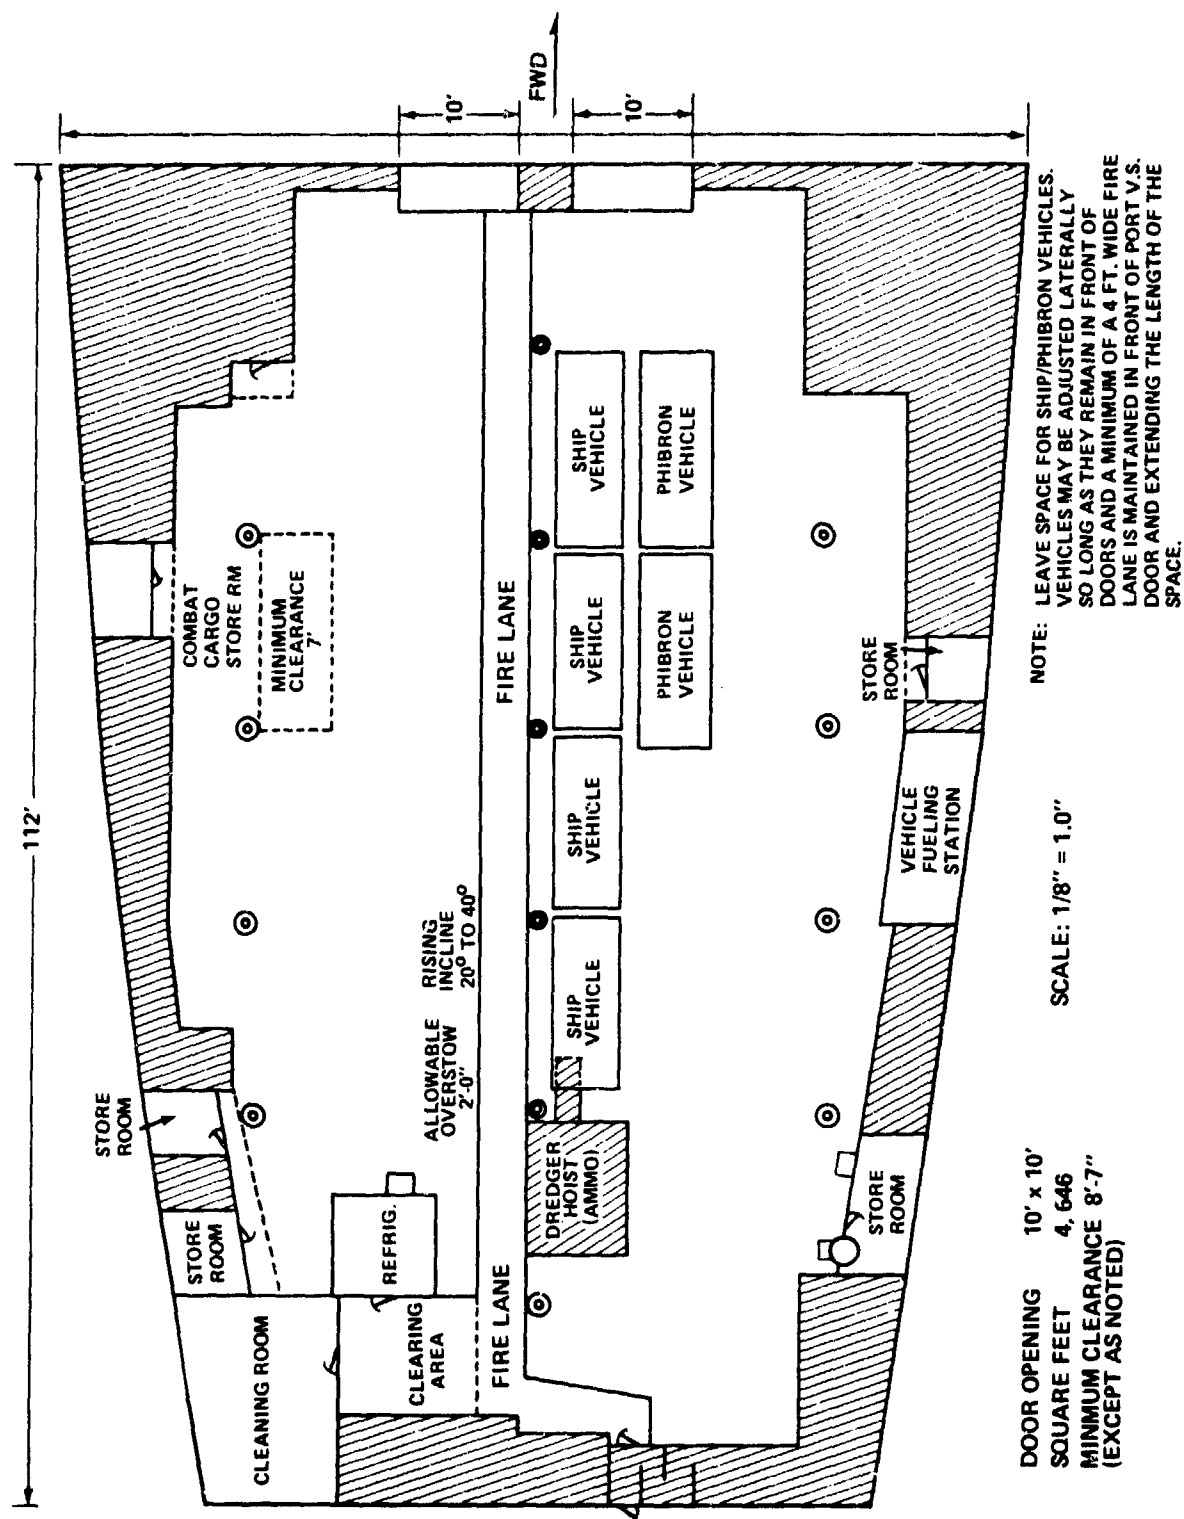 FWD
10'
10'
112'
COMBAT
CARGO
STORE RM
MINIMUM
CLEARANCE
7'
FIRE LANE
SHIP
VEHICLE
PHIBRON
VEHICLE
SHIP
VEHICLE
PHIBRON
VEHICLE
SHIP
VEHICLE
SHIP
VEHICLE
STORE
ROOM
VEHICLE
FUELING
STATION
RISING
INCLINE
20° TO 40°
ALLOWABLE
OVERSTOW
2'-0"
STORE
ROOM
STORE
ROOM
REFRIG.
DREDGER
HOIST
(AMMO)
STORE
ROOM
CLEANING ROOM
CLEARING
AREA
FIRE LANE
NOTE: LEAVE SPACE FOR SHIP/PHIBRON VEHICLES.
VEHICLES MAY BE ADJUSTED LATERALLY
SO LONG AS THEY REMAIN IN FRONT OF
DOORS AND A MINIMUM OF A 4 FT. WIDE FIRE
LANE IS MAINTAINED IN FRONT OF PORT V.S.
DOOR AND EXTENDING THE LENGTH OF THE
SPACE.
SCALE: 1/8" = 1.0"
DOOR OPENING 10' x 10'
SQUARE FEET 4, 646
MINMUM CLEARANCE 8'-7"
(EXCEPT AS NOTED)